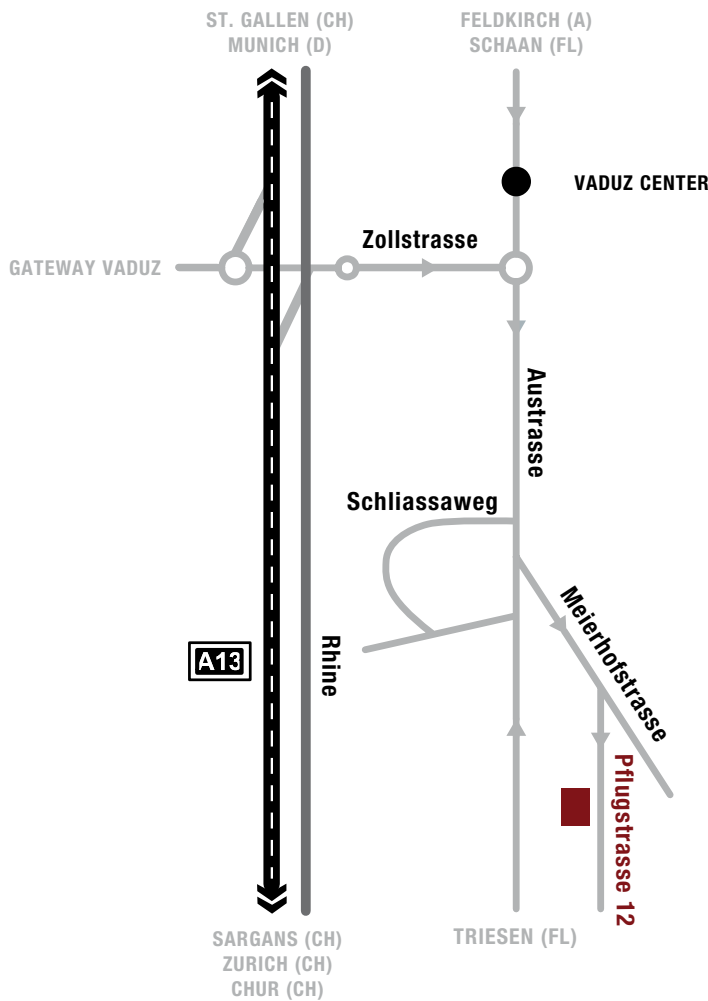 ST. GALLEN (CH)
MUNICH (D)
FELDKIRCH (A)
SCHAAN (FL)
VADUZ CENTER
Zollstrasse
GATEWAY VADUZ
Austrasse
Schliassaweg
Meierhofstrasse
Rhine
A13
Pflugstrasse 12
SARGANS (CH)
ZURICH (CH)
CHUR (CH)
TRIESEN (FL)